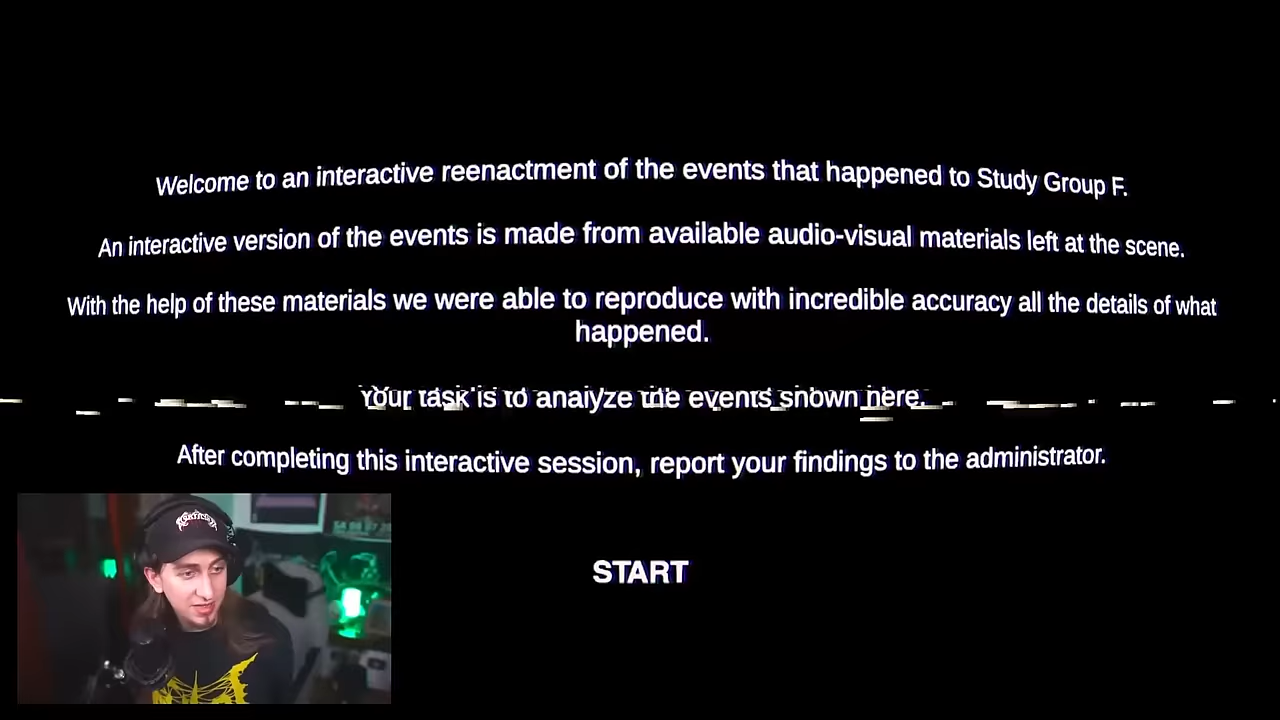 Welcome to an interactive reenactment of the events that happened to Study Group F.
An interactive version of the events is made from available audio-visual materials left at the scene.
With the help of these materials we were able to reproduce with incredible accuracy all the details of what
happened.
Your task is to analyze the events shown here.
After completing this interactive session, report your findings to the administrator.
START